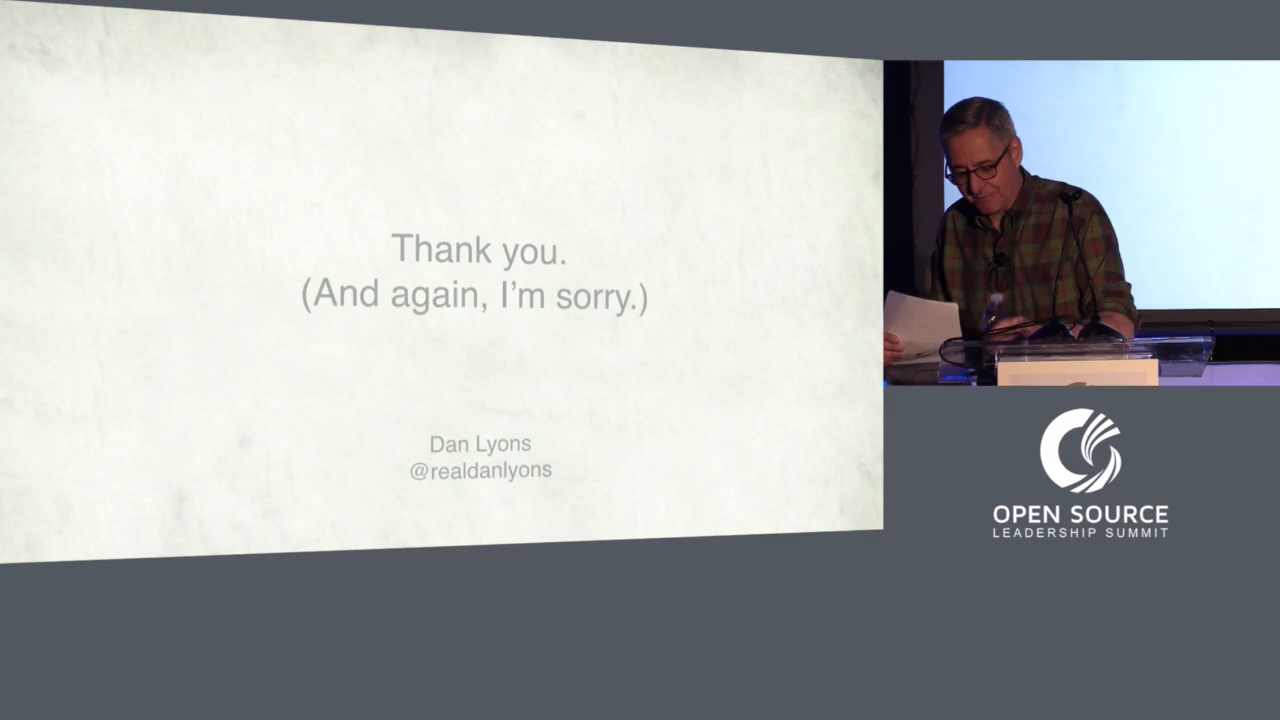 Thank you.
(And again, I'm sorry.)
Dan Lyons
@realdanlyons
OPEN SOURCE
LEADERSHIP SUMMIT